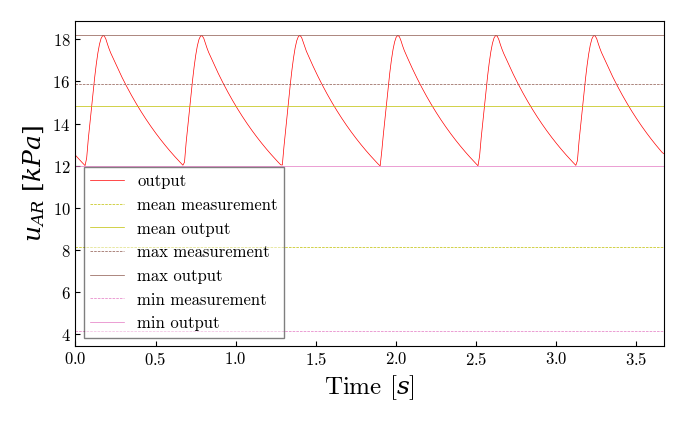 18
16
14
12
10
8
6
4
u_{AR} [kPa]
output
mean measurement
mean output
max measurement
max output
min measurement
min output
0.0 0.5 1.0 1.5 2.0 2.5 3.0 3.5
Time [s]